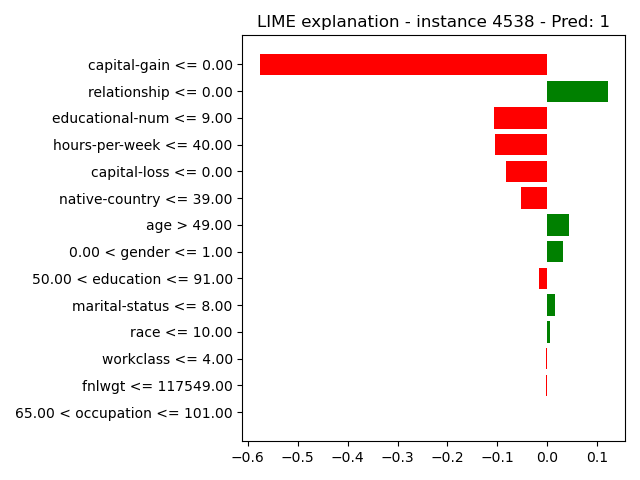 LIME explanation - instance 4538 - Pred: 1
capital-gain <= 0.00
relationship <= 0.00
educational-num <= 9.00
hours-per-week <= 40.00
capital-loss <= 0.00
native-country <= 39.00
age > 49.00
0.00 < gender <= 1.00
50.00 < education <= 91.00
marital-status <= 8.00
race <= 10.00
workclass <= 4.00
fnlwgt <= 117549.00
65.00 < occupation <= 101.00
−0.6 −0.5 −0.4 −0.3 −0.2 −0.1 0.0 0.1